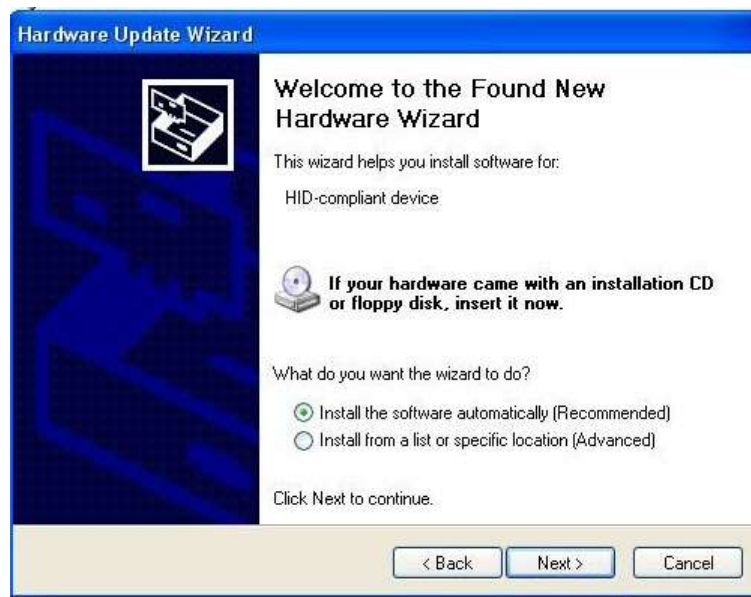 Hardware Update Wizard
Welcome to the Found New
Hardware Wizard
This wizard helps you install software for:
HID-compliant device
If your hardware came with an installation CD
or floppy disk, insert it now.
What do you want the wizard to do?
Install the software automatically (Recommended)
Install from a list or specific location (Advanced)
Click Next to continue.
< Back Next > Cancel